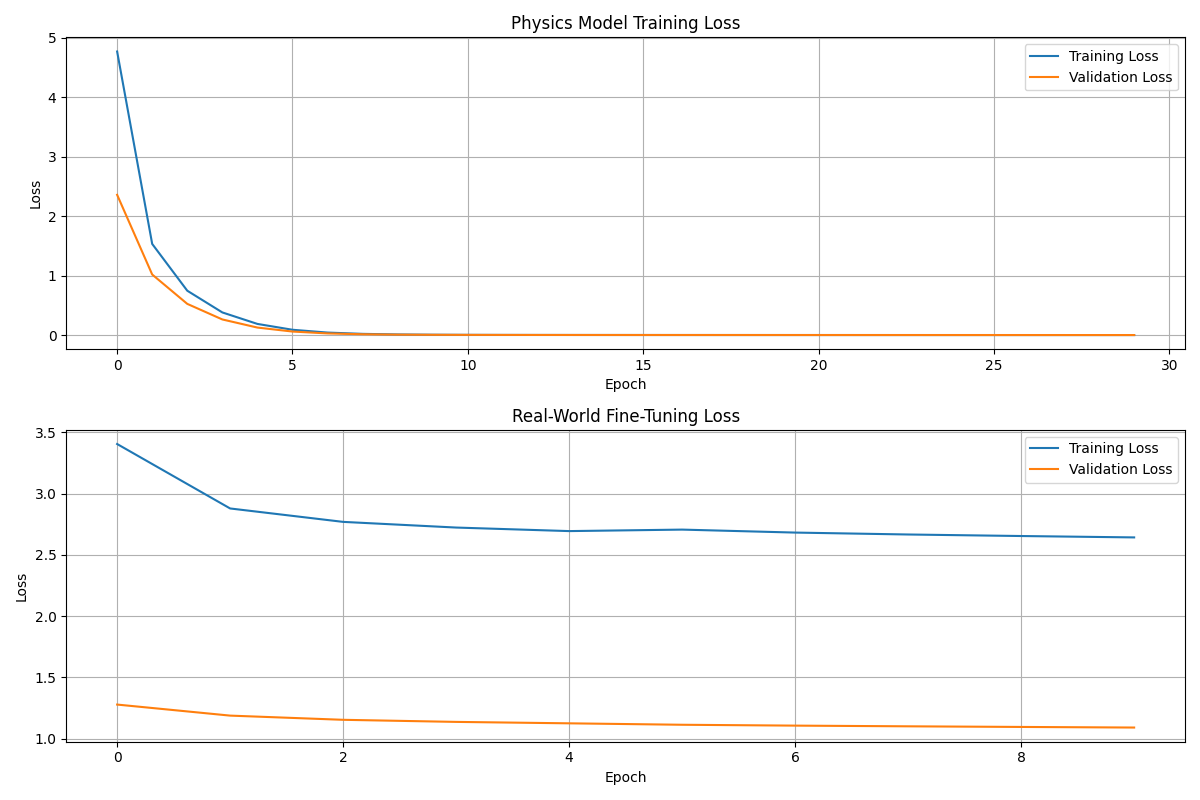 Physics Model Training Loss
5
4
3
2
1
0
Loss
Training Loss
Validation Loss
0 5 10 15 20 25 30
Epoch
Real-World Fine-Tuning Loss
3.5
3.0
2.5
2.0
1.5
1.0
Loss
Training Loss
Validation Loss
0 2 4 6 8
Epoch